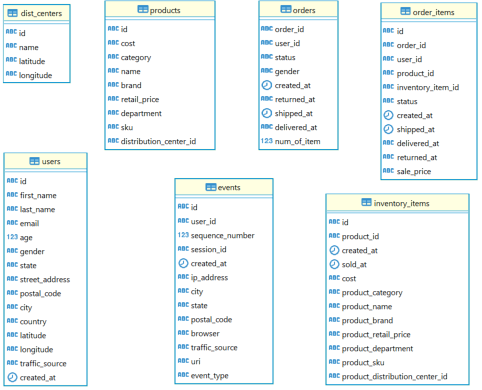 dist_centers
ABC id
ABC name
ABC latitude
ABC longitude
products
ABC id
ABC cost
ABC category
ABC name
ABC brand
ABC retail_price
ABC department
ABC sku
ABC distribution_center_id
orders
ABC order_id
ABC user_id
ABC status
ABC gender
created_at
ABC returned_at
shipped_at
ABC delivered_at
123 num_of_item
order_items
ABC id
ABC order_id
ABC user_id
ABC product_id
ABC inventory_item_id
ABC status
created_at
shipped_at
ABC delivered_at
ABC returned_at
ABC sale_price
users
ABC id
ABC first_name
ABC last_name
ABC email
123 age
ABC gender
ABC state
ABC street_address
ABC postal_code
ABC city
ABC country
ABC latitude
ABC longitude
ABC traffic_source
created_at
events
ABC id
ABC user_id
123 sequence_number
ABC session_id
created_at
ABC ip_address
ABC city
ABC state
ABC postal_code
ABC browser
ABC traffic_source
ABC uri
ABC event_type
inventory_items
ABC id
ABC product_id
created_at
sold_at
ABC cost
ABC product_category
ABC product_name
ABC product_brand
ABC product_retail_price
ABC product_department
ABC product_sku
ABC product_distribution_center_id